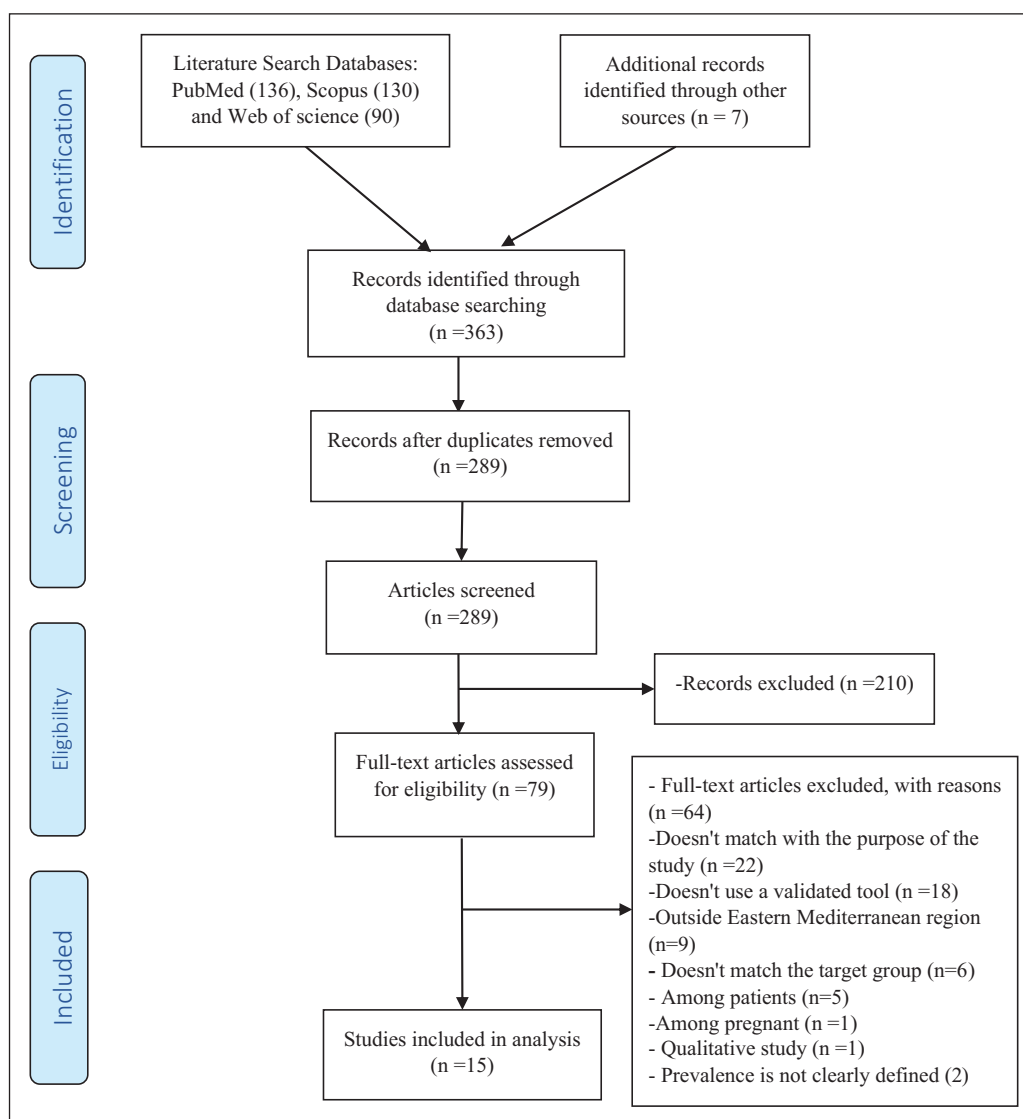 Identification
Literature Search Databases:
PubMed (136), Scopus (130)
and Web of science (90)
Additional records
identified through other
sources (n = 7)
Records identified through
database searching
(n =363)
Screening
Records after duplicates removed
(n =289)
Articles screened
(n =289)
Eligibility
-Records excluded (n =210)
Full-text articles assessed
for eligibility (n =79)
- Full-text articles excluded, with reasons
(n =64)
-Doesn't match with the purpose of the
study (n =22)
-Doesn't use a validated tool (n =18)
-Outside Eastern Mediterranean region
(n=9)
- Doesn't match the target group (n=6)
- Among patients (n=5)
-Among pregnant (n =1)
- Qualitative study (n =1)
- Prevalence is not clearly defined (2)
Included
Studies included in analysis
(n =15)